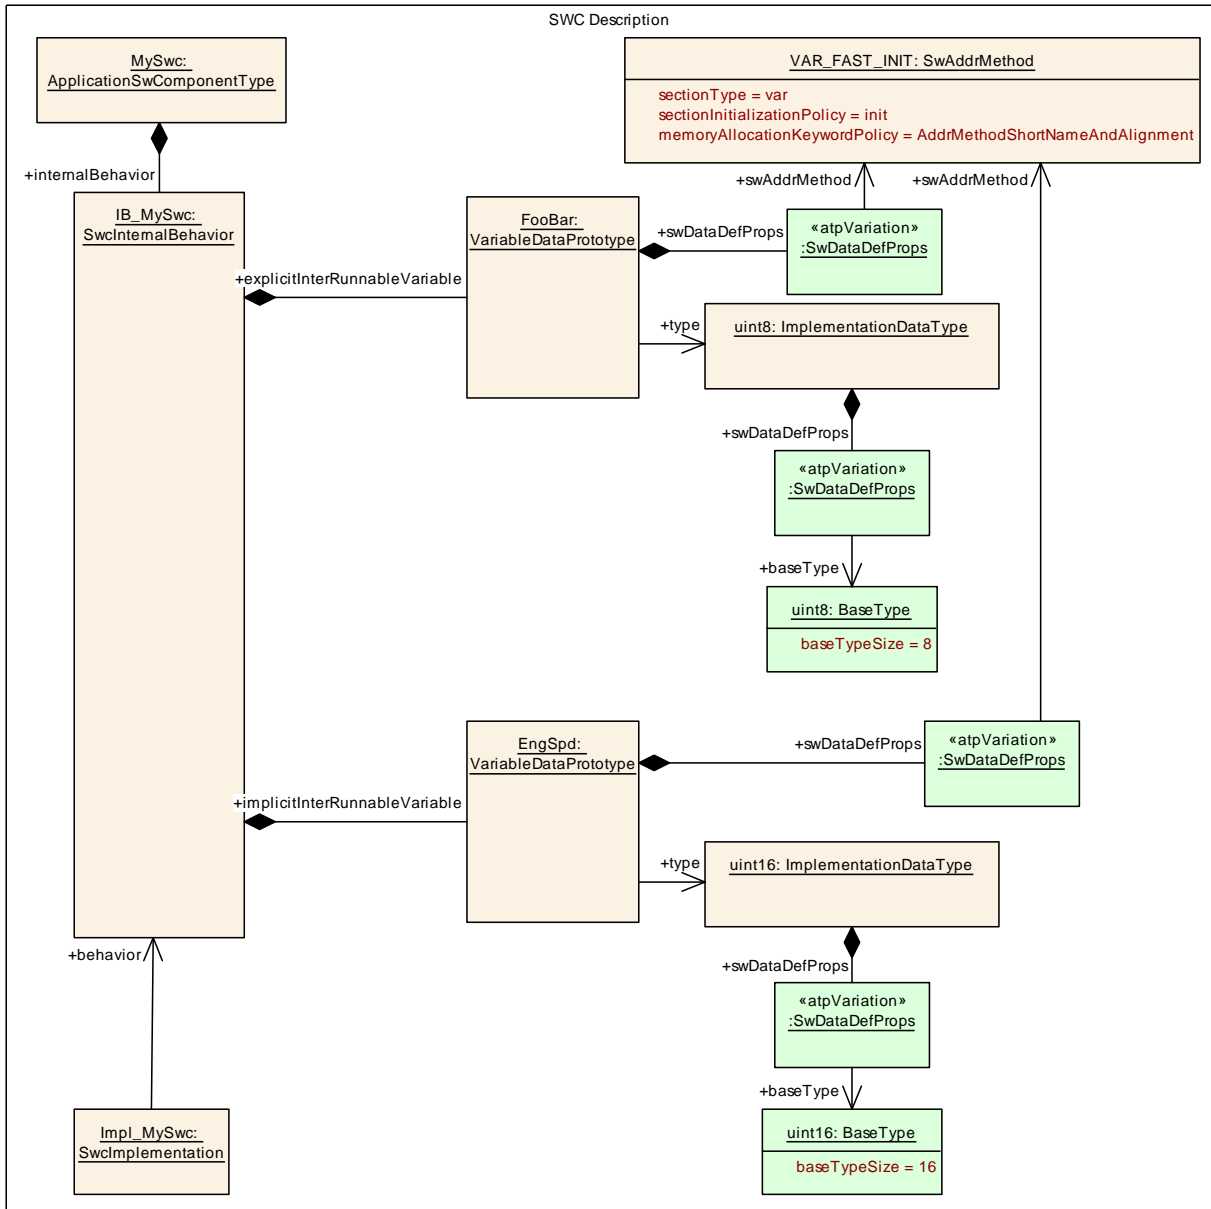 SWC Description
MySwc:
ApplicationSwComponentType
VAR_FAST_INIT: SwAddrMethod
sectionType = var
sectionInitializationPolicy = init
memoryAllocationKeywordPolicy = AddrMethodShortNameAndAlignment
+internalBehavior
+swAddrMethod
+swAddrMethod
IB_MySwc:
SwcInternalBehavior
FooBar:
VariableDataPrototype
+swDataDefProps
«atpVariation»
:SwDataDefProps
+explicitInterRunnableVariable
+type
uint8: ImplementationDataType
+swDataDefProps
«atpVariation»
:SwDataDefProps
+baseType
uint8: BaseType
baseTypeSize = 8
EngSpd:
VariableDataPrototype
+swDataDefProps
«atpVariation»
:SwDataDefProps
+implicitInterRunnableVariable
+type
uint16: ImplementationDataType
+behavior
+swDataDefProps
«atpVariation»
:SwDataDefProps
+baseType
Impl_MySwc:
SwcImplementation
uint16: BaseType
baseTypeSize = 16